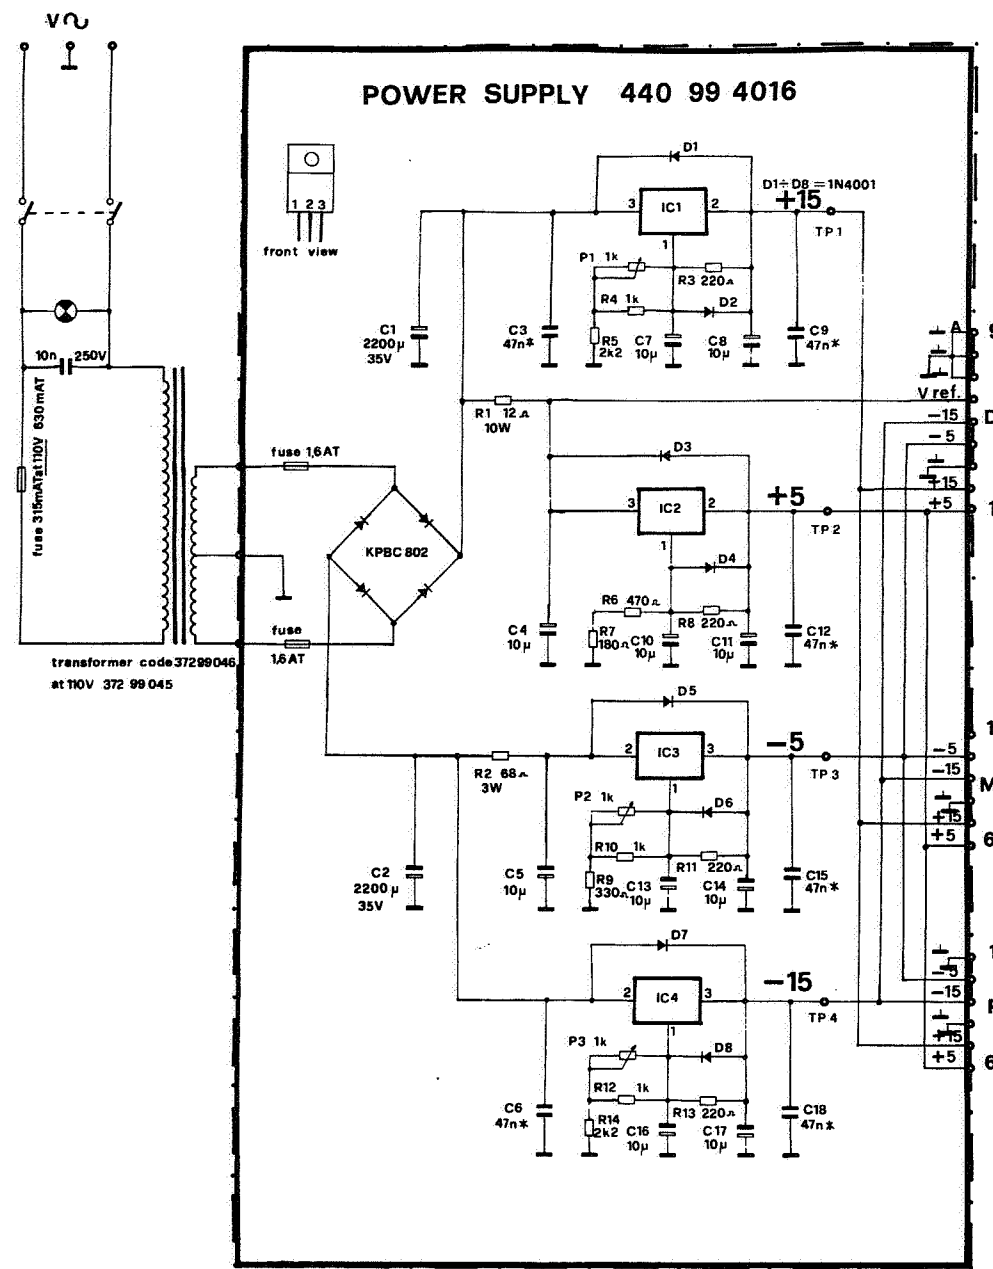 V
POWER SUPPLY 440 99 4016
1 2 3
front view
D1
D1÷D8=1N4001
3 IC1 2
1
+15
TP1
P1 1k
R3 220Ω
R4 1k
D2
C1
2200µ
35V
C3
47n*
R5
2k2
C7
10µ
C8
10µ
C9
47n*
A
10n 250V
fuse 315mAT at 110V 630mAT
V ref.
R1 12Ω
10W
-15
-5
+15
+5
fuse 1,6AT
D3
3 IC2 2
1
+5
TP2
KPBC 802
D4
R6 470Ω
R8 220Ω
C4
10µ
R7
180Ω
C10
10µ
C11
10µ
C12
47n*
fuse
1,6AT
transformer code 37299046
at 110V 372 99 045
D5
2 IC3 3
1
-5
TP3
R2 68Ω
3W
P2 1k
D6
R10 1k
R11 220Ω
C2
2200µ
35V
C5
10µ
R9
330Ω
C13
10µ
C14
10µ
C15
47n*
-5
-15
M
+15
+5
6
D7
2 IC4 3
1
-15
TP4
P3 1k
D8
R12 1k
R13 220Ω
C6
47n*
R14
2k2
C16
10µ
C17
10µ
C18
47n*
-5
-15
+15
+5
6